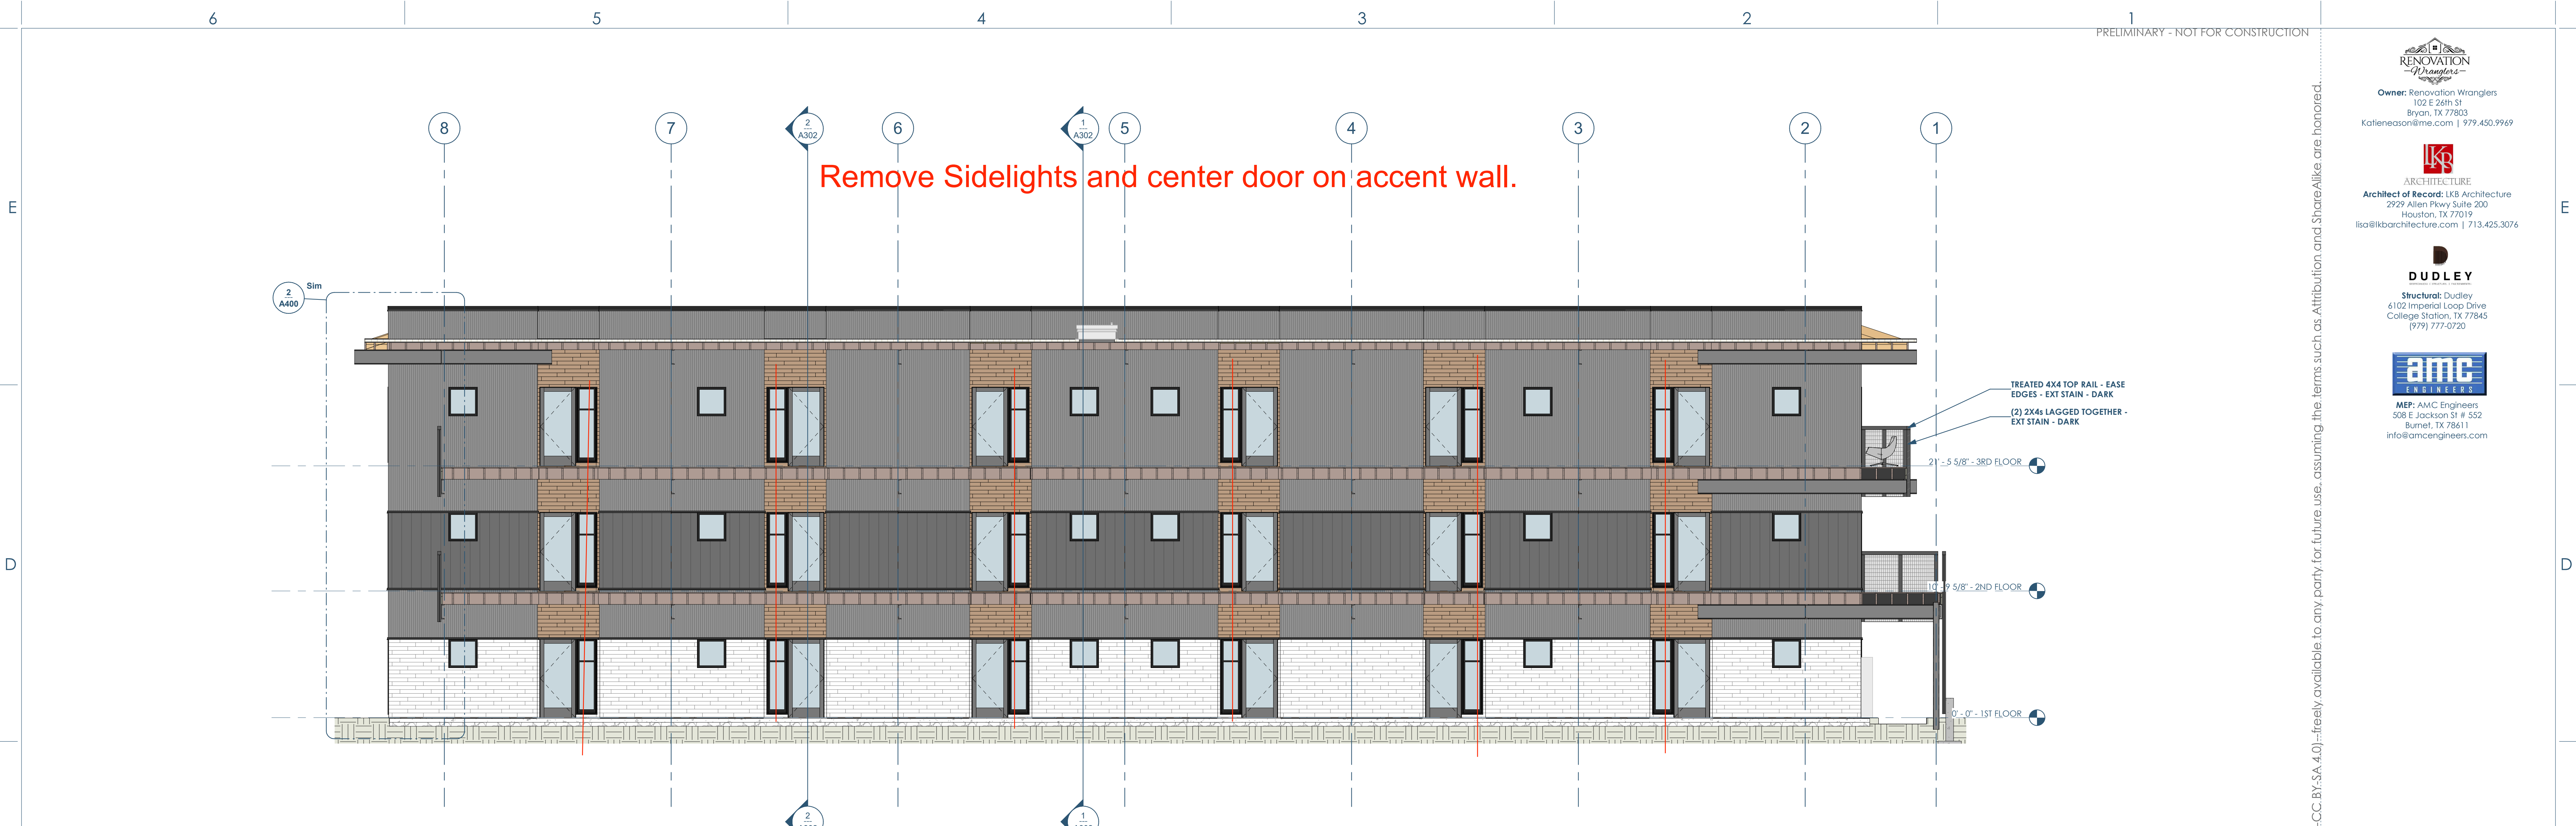 6 5 4 3 2 1
PRELIMINARY - NOT FOR CONSTRUCTION
RENOVATION
Wranglers
Owner: Renovation Wranglers
102 E 26th St
Bryan, TX 77803
Katieneason@me.com | 979.450.9969
LKB
ARCHITECTURE
Architect of Record: LKB Architecture
2929 Allen Pkwy Suite 200
Houston, TX 77019
lisa@lkbarchitecture.com | 713.425.3076
DUDLEY
Structural: Dudley
6102 Imperial Loop Drive
College Station, TX 77845
(979) 777-0720
amc
ENGINEERS
MEP: AMC Engineers
508 E Jackson St # 552
Burnet, TX 78611
info@amcengineers.com
8 7 2 A302 6 1 A302 5 4 3 2 1
Remove Sidelights and center door on accent wall.
E E
2
A400
Sim
TREATED 4X4 TOP RAIL - EASE
EDGES - EXT STAIN - DARK
(2) 2X4s LAGGED TOGETHER -
EXT STAIN - DARK
21' - 5 5/8" - 3RD FLOOR
D D
10' - 9 5/8" - 2ND FLOOR
0' - 0" - 1ST FLOOR
2 1
-CC BY-SA 4.0)--freely available to any party for future use, assuming the terms such as Attribution and ShareAlike are honored.